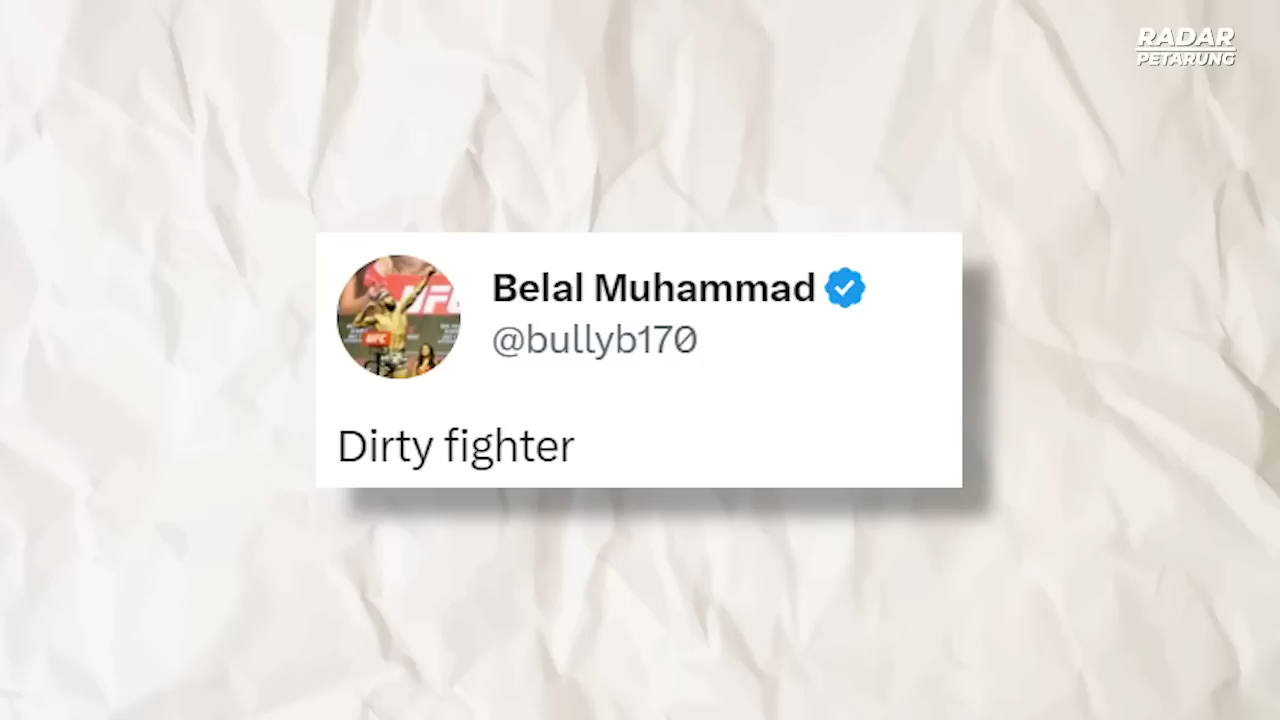 RADAR
PETARUNG
Belal Muhammad
@bullyb170
Dirty fighter